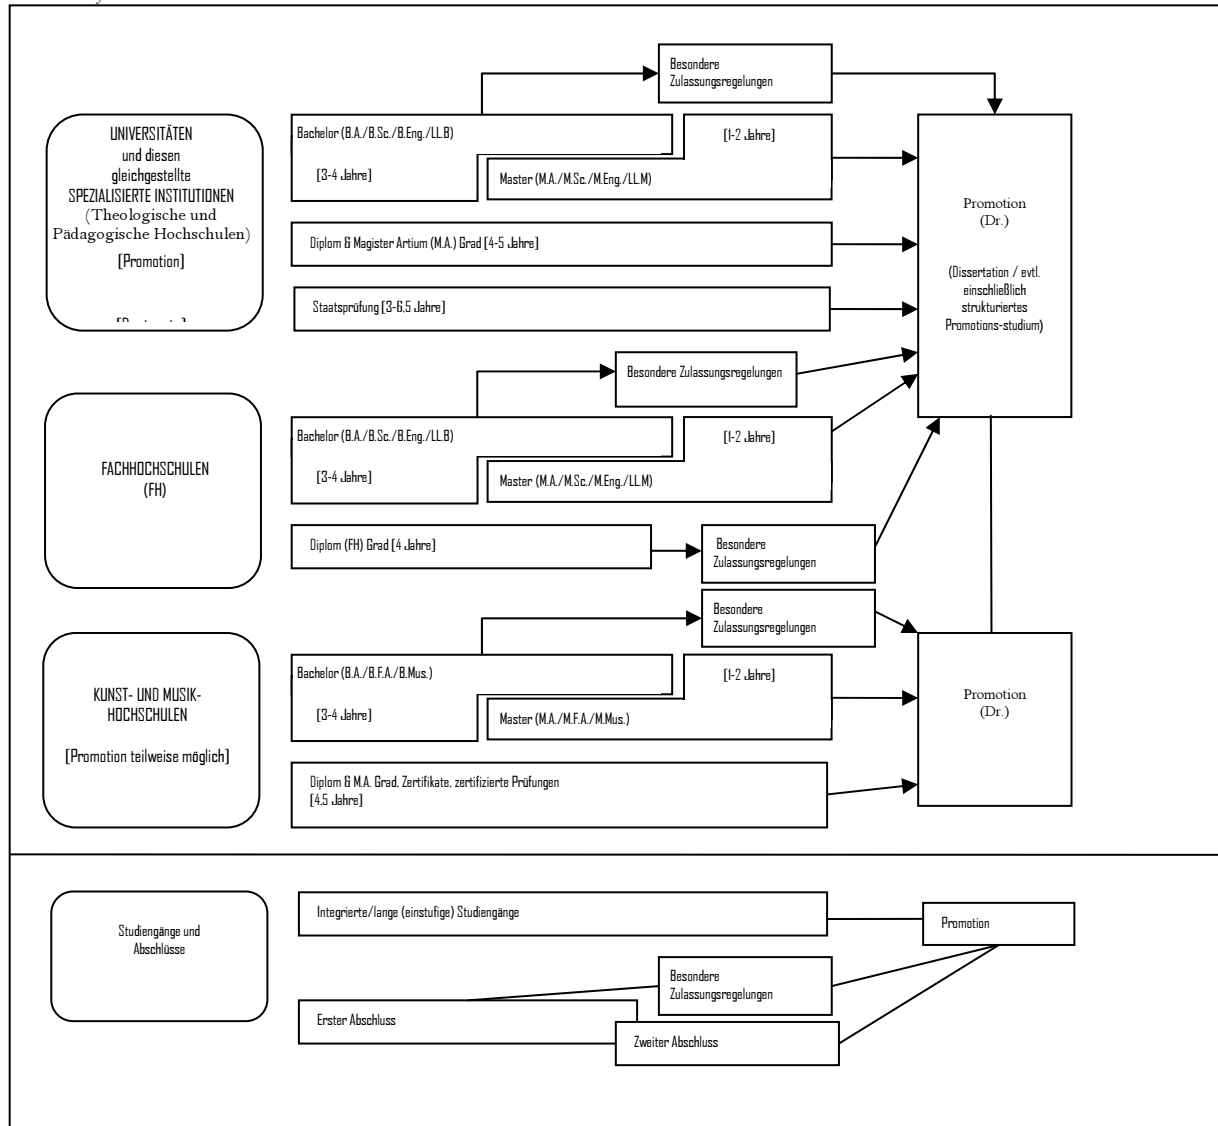 Besondere
Zulassungsregelungen
UNIVERSITÄTEN
und diesen
gleichgestellte
SPEZIALISIERTE INSTITUTIONEN
(Theologische und
Pädagogische Hochschulen)
[Promotion]
Bachelor (B.A./B.Sc./B.Eng./LL.B)
[3-4 Jahre]
[1-2 Jahre]
Master (M.A./M.Sc./M.Eng./LL.M)
Diplom & Magister Artium (M.A.) Grad [4-5 Jahre]
Staatsprüfung [3-6,5 Jahre]
Promotion
(Dr.)
(Dissertation / evtl.
einschließlich
strukturiertes
Promotions-studium)
Besondere Zulassungsregelungen
FACHHOCHSCHULEN
(FH)
Bachelor (B.A./B.Sc./B.Eng./LL.B)
[3-4 Jahre]
[1-2 Jahre]
Master (M.A./M.Sc./M.Eng./LL.M)
Diplom (FH) Grad [4 Jahre]
Besondere
Zulassungsregelungen
Besondere
Zulassungsregelungen
KUNST- UND MUSIK-
HOCHSCHULEN
[Promotion teilweise möglich]
Bachelor (B.A./B.F.A./B.Mus.)
[3-4 Jahre]
[1-2 Jahre]
Master (M.A./M.F.A./M.Mus.)
Diplom & M.A. Grad, Zertifikate, zertifizierte Prüfungen
[4,5 Jahre]
Promotion
(Dr.)
Studiengänge und
Abschlüsse
Integrierte/lange (einstufige) Studiengänge
Promotion
Besondere
Zulassungsregelungen
Erster Abschluss
Zweiter Abschluss